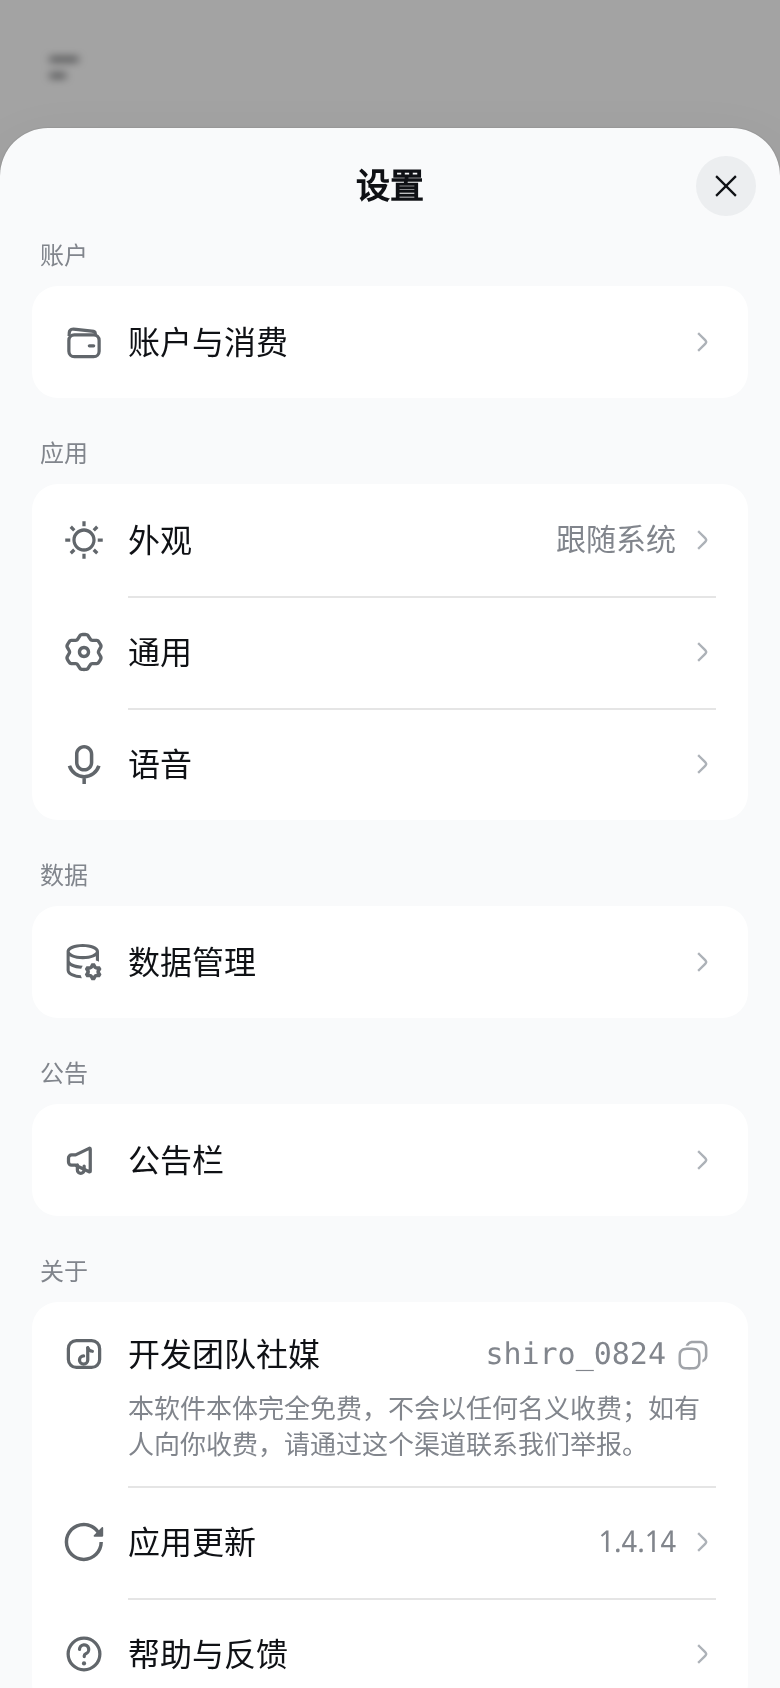 设置
账户
账户与消费
应用
外观 跟随系统
通用
语音
数据
数据管理
公告
公告栏
关于
开发团队社媒 shiro_0824
本软件本体完全免费，不会以任何名义收费；如有
人向你收费，请通过这个渠道联系我们举报。
应用更新 1.4.14
帮助与反馈